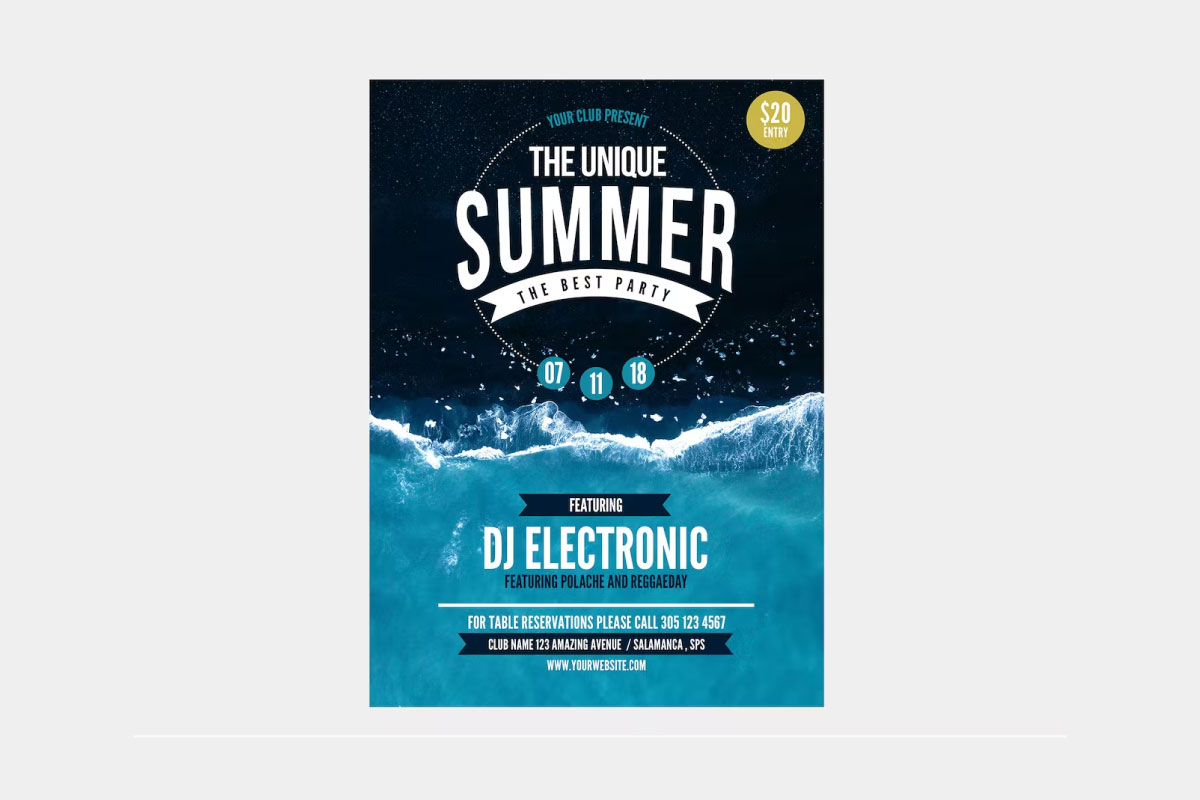 YOUR CLUB PRESENT
$20
ENTRY
THE UNIQUE
SUMMER
THE BEST PARTY
07
11
18
FEATURING
DJ ELECTRONIC
FEATURING POLACHE AND REGGAEDAY
FOR TABLE RESERVATIONS PLEASE CALL 305 123 4567
CLUB NAME 123 AMAZING AVENUE / SALAMANCA , SPS
WWW.YOURWEBSITE.COM